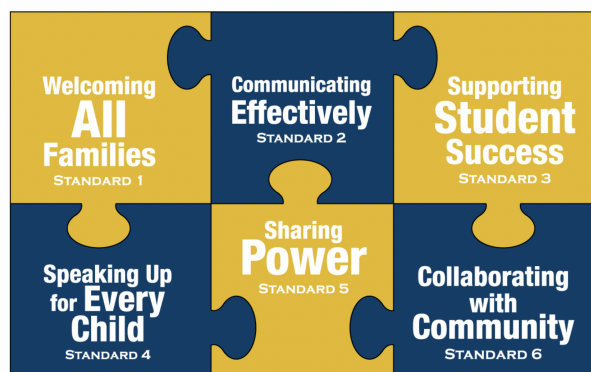 Welcoming
All
Families
STANDARD 1
Communicating
Effectively
STANDARD 2
Supporting
Student
Success
STANDARD 3
Speaking Up
for Every
Child
STANDARD 4
Sharing
Power
STANDARD 5
Collaborating
with
Community
STANDARD 6